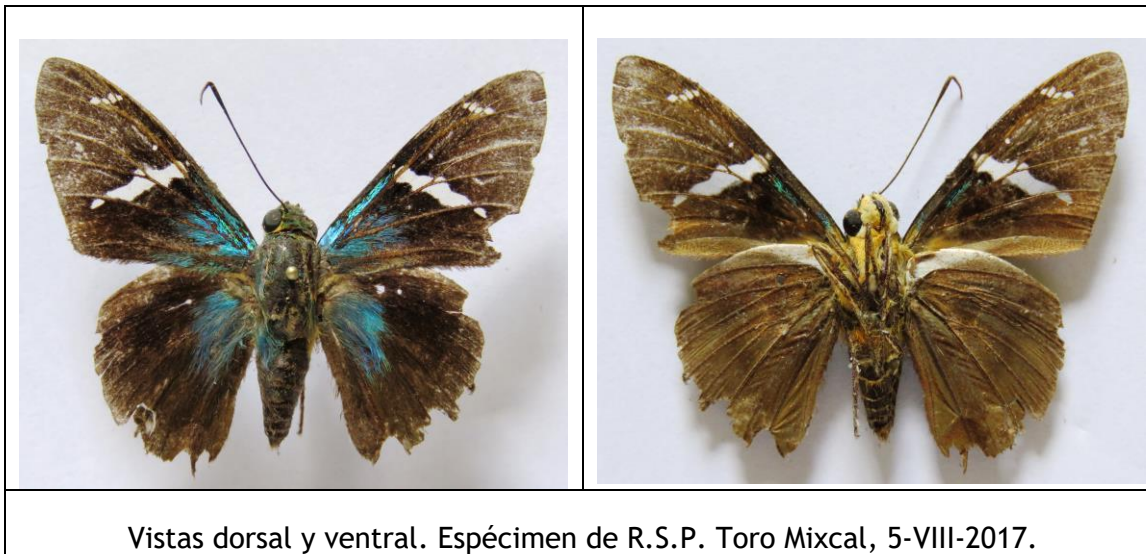 Vistas dorsal y ventral. Espécimen de R.S.P. Toro Mixcal, 5-VIII-2017.